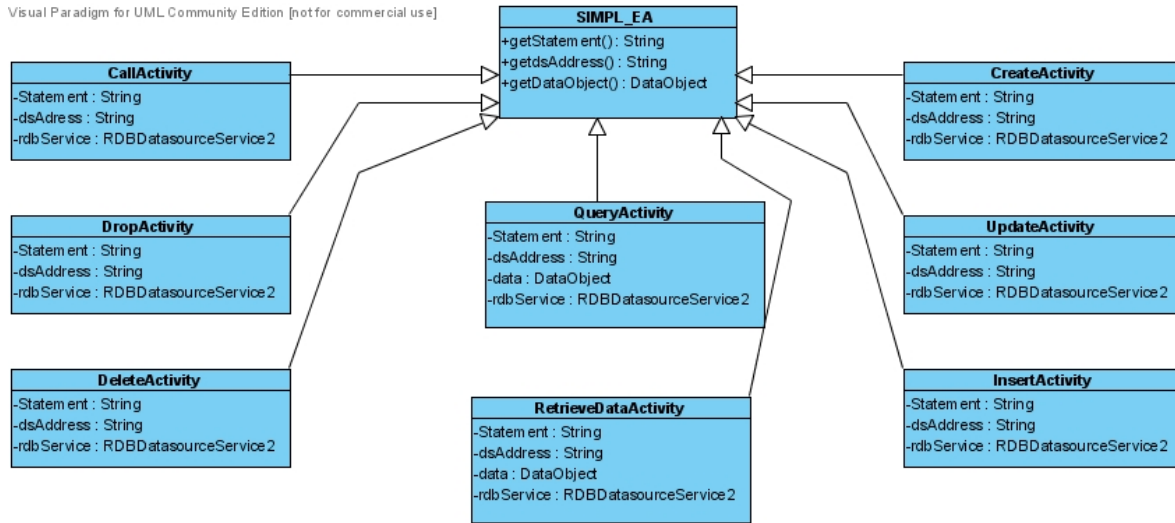 Visual Paradigm for UML Community Edition [not for commercial use]
SIMPL_EA
+getStatement() : String
+getdsAddress() : String
+getDataObject() : DataObject
CallActivity
-Statement : String
-dsAdress : String
-rdbService : RDBDatasourceService2
CreateActivity
-Statement : String
-dsAddress : String
-rdbService : RDBDatasourceService2
DropActivity
-Statement : String
-dsAddress : String
-rdbService : RDBDatasourceService2
QueryActivity
-Statement : String
-dsAddress : String
-data : DataObject
-rdbService : RDBDatasourceService2
UpdateActivity
-Statement : String
-dsAddress : String
-rdbService : RDBDatasourceService2
DeleteActivity
-Statement : String
-dsAddress : String
-rdbService : RDBDatasourceService2
RetrieveDataActivity
-Statement : String
-dsAddress : String
-data : DataObject
-rdbService : RDBDatasourceService2
InsertActivity
-Statement : String
-dsAddress : String
-rdbService : RDBDatasourceService2